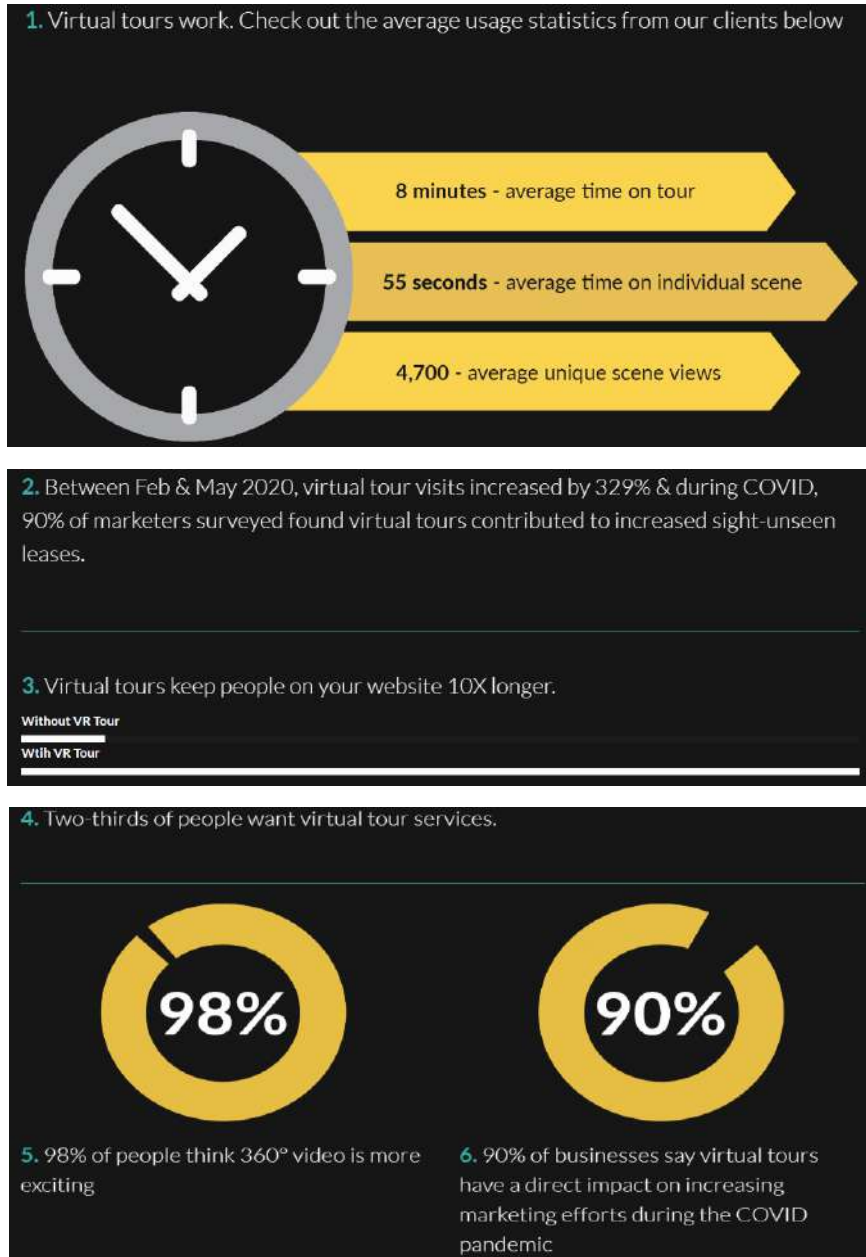 1. Virtual tours work. Check out the average usage statistics from our clients below
8 minutes - average time on tour
55 seconds - average time on individual scene
4,700 - average unique scene views
2. Between Feb & May 2020, virtual tour visits increased by 329% & during COVID,
90% of marketers surveyed found virtual tours contributed to increased sight-unseen
leases.
3. Virtual tours keep people on your website 10X longer.
Without VR Tour
Wtih VR Tour
4. Two-thirds of people want virtual tour services.
98%
90%
5. 98% of people think 360° video is more
exciting
6. 90% of businesses say virtual tours
have a direct impact on increasing
marketing efforts during the COVID
pandemic